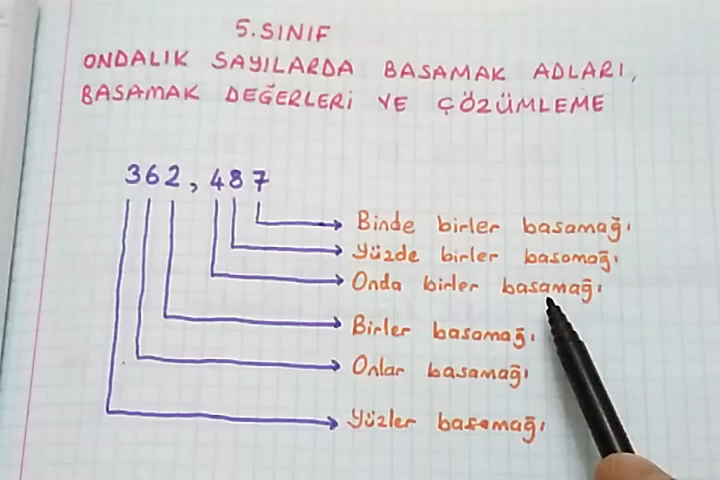 5.SINIF
ONDALIK SAYILARDA BASAMAK ADLARI,
BASAMAK DEĞERLERİ VE ÇÖZÜMLEME
362,487
Binde birler basamağı
Yüzde birler basamağı
Onda birler basamağı
Birler basamağı
Onlar basamağı
Yüzler basamağı